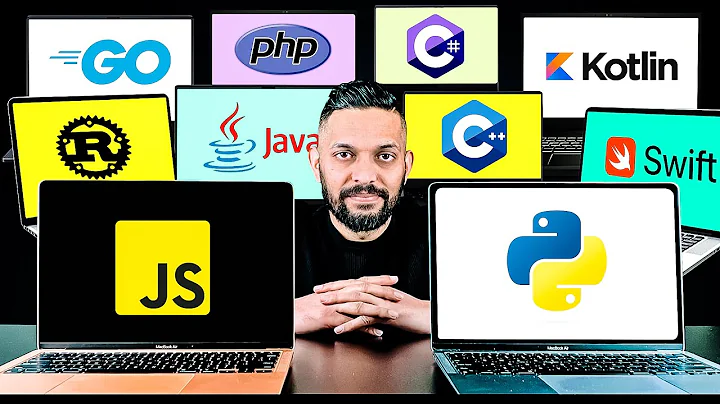 GO
php
C#
Kotlin
R
Java
C++
Swift
JS
MacBook Air
MacBook Air